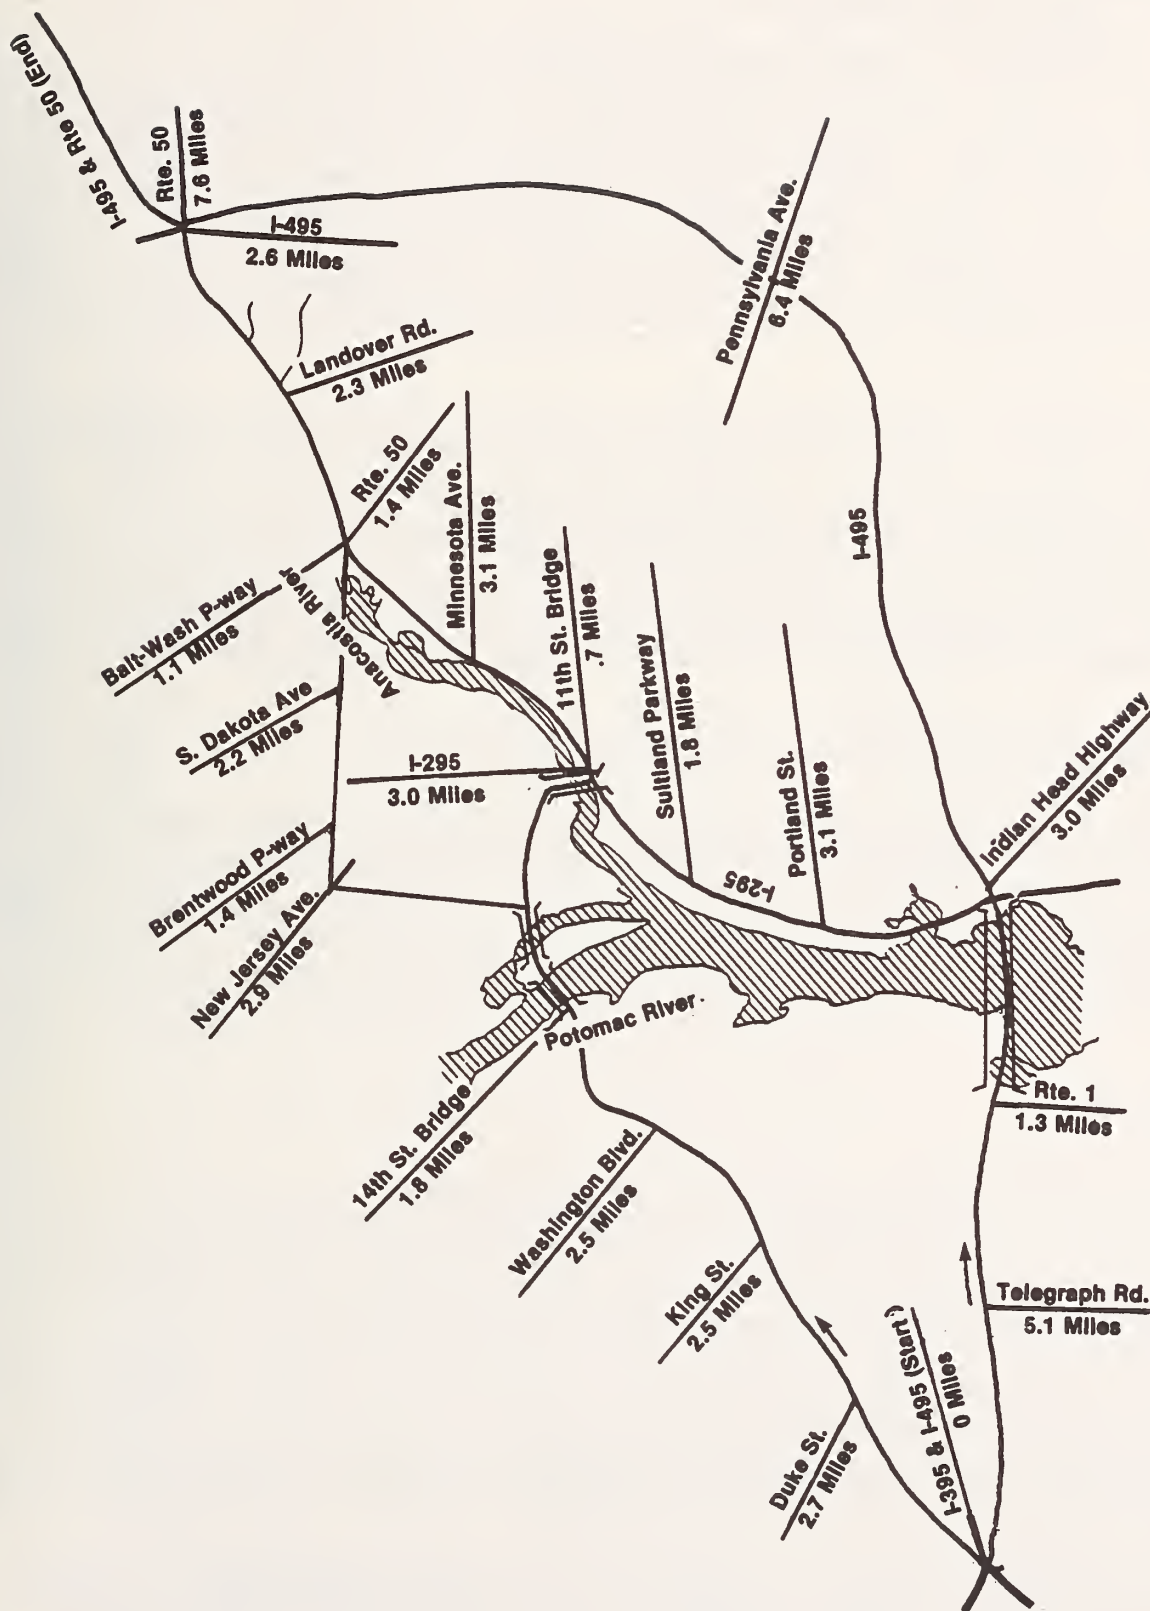 I-495 & Rte 50 (End)
Rte. 50
7.6 Miles
I-495
2.6 Miles
Landover Rd.
2.3 Miles
Pennsylvania Ave.
6.4 Miles
Rte. 50
1.4 Miles
Minnesota Ave.
3.1 Miles
I-495
Balt-Wash P-way
1.1 Miles
Anacostia River
11th St. Bridge
.7 Miles
Suitland Parkway
1.8 Miles
S. Dakota Ave
2.2 Miles
I-295
3.0 Miles
Portland St.
3.1 Miles
Indian Head Highway
3.0 Miles
Brentwood P-way
1.4 Miles
I-295
New Jersey Ave.
2.9 Miles
Potomac River
14th St. Bridge
1.8 Miles
Rte. 1
1.3 Miles
Washington Blvd.
2.5 Miles
King St.
2.5 Miles
Telegraph Rd.
5.1 Miles
I-395 & I-495 (Start)
0 Miles
Duke St.
2.7 Miles